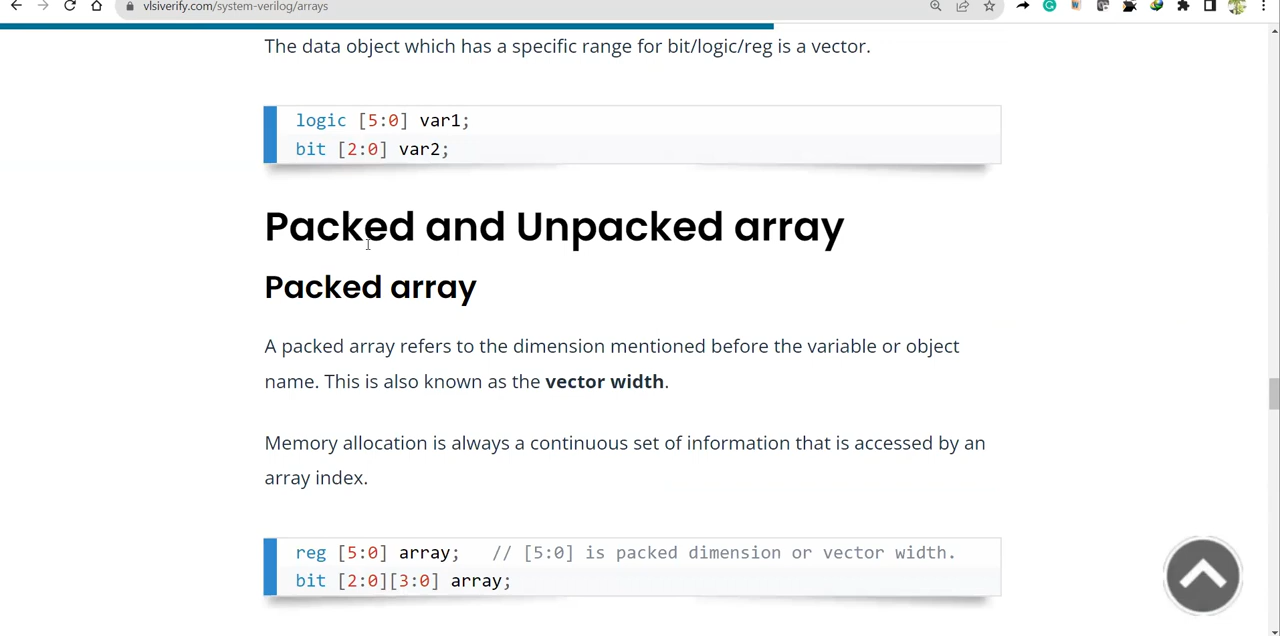 vlsiverify.com/system-verilog/arrays
The data object which has a specific range for bit/logic/reg is a vector.
logic [5:0] var1;
bit [2:0] var2;
Packed and Unpacked array
Packed array
A packed array refers to the dimension mentioned before the variable or object
name. This is also known as the vector width.
Memory allocation is always a continuous set of information that is accessed by an
array index.
reg [5:0] array;   // [5:0] is packed dimension or vector width.
bit [2:0][3:0] array;